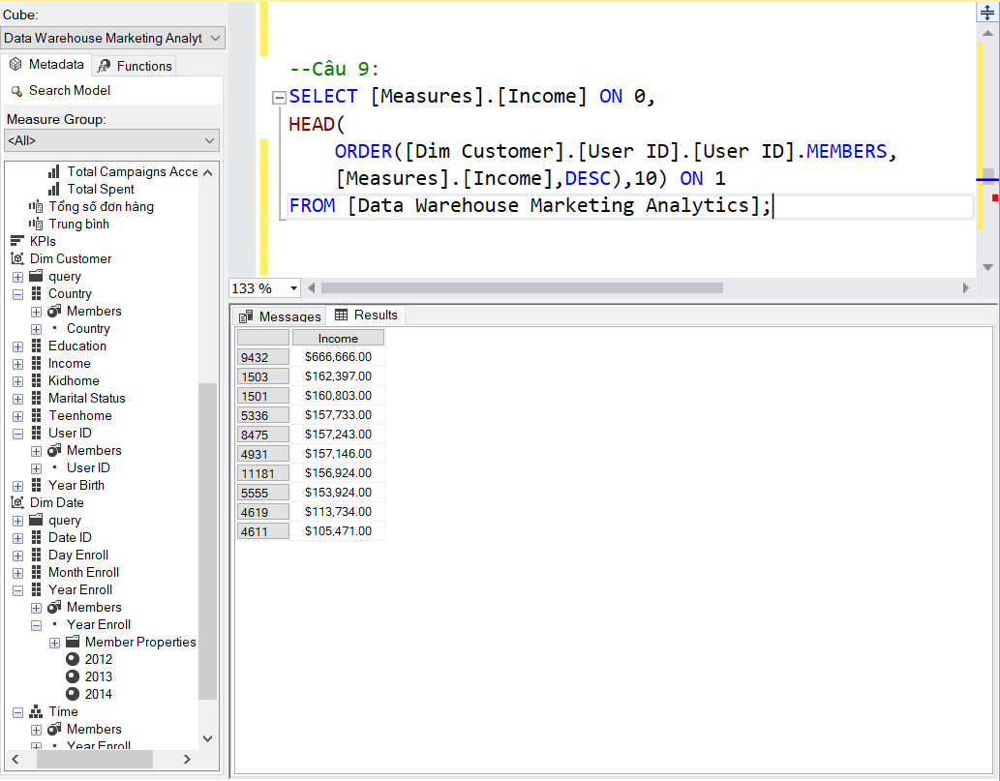 Cube:
Data Warehouse Marketing Analyt
Metadata
Functions
Search Model
Measure Group:
<All>
Total Campaigns Acce
Total Spent
Tổng số đơn hàng
Trung bình
KPIs
Dim Customer
query
Country
Members
Country
Education
Income
Kidhome
Marital Status
Teenhome
User ID
Members
User ID
Year Birth
Dim Date
query
Date ID
Day Enroll
Month Enroll
Year Enroll
Members
Year Enroll
Member Properties
2012
2013
2014
Time
Members
Year Enroll
--Câu 9:
SELECT [Measures].[Income] ON 0,
HEAD(
ORDER([Dim Customer].[User ID].[User ID].MEMBERS,
[Measures].[Income],DESC),10) ON 1
FROM [Data Warehouse Marketing Analytics];
133 %
Messages
Results
Income
9432 $666,666.00
1503 $162,397.00
1501 $160,803.00
5336 $157,733.00
8475 $157,243.00
4931 $157,146.00
11181 $156,924.00
5555 $153,924.00
4619 $113,734.00
4611 $105,471.00